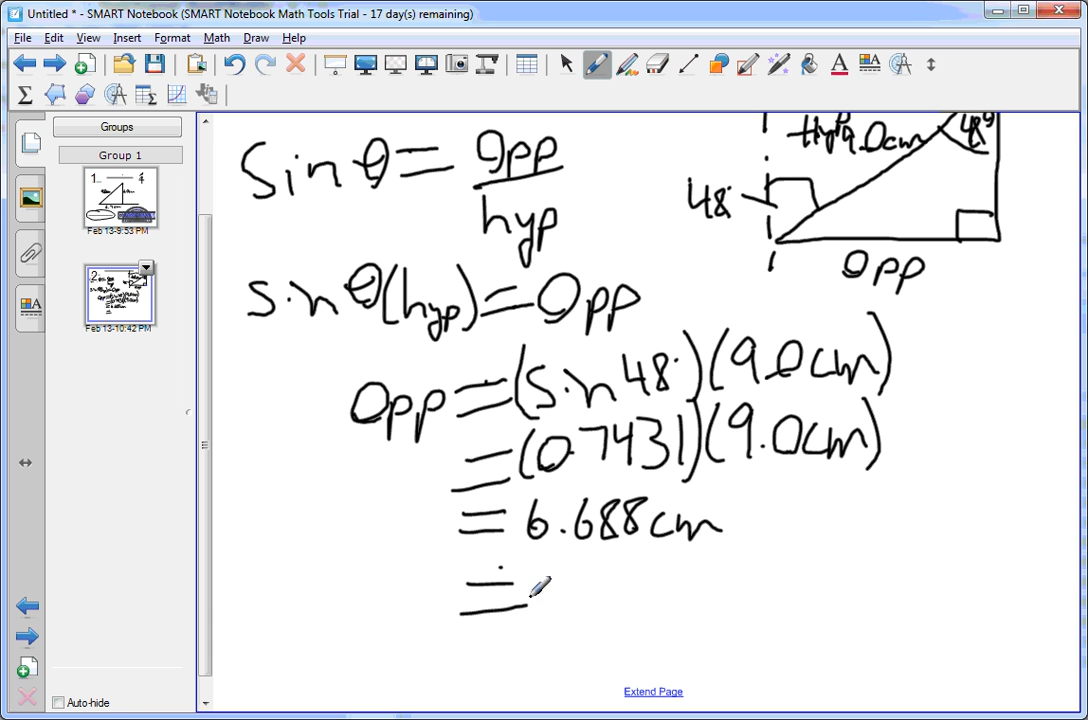 Untitled * - SMART Notebook (SMART Notebook Math Tools Trial - 17 day(s) remaining)
File Edit View Insert Format Math Draw Help
Groups
Group 1
1
Feb 13-9:53 PM
2
Feb 13-10:42 PM
Auto-hide
Hyp 9.0cm 48°
48°
Opp
Sin θ = Opp
hyp
Sin θ(hyp) = Opp
Opp = (Sin 48°)(9.0cm)
= (0.7431)(9.0cm)
= 6.688cm
≐
Extend Page